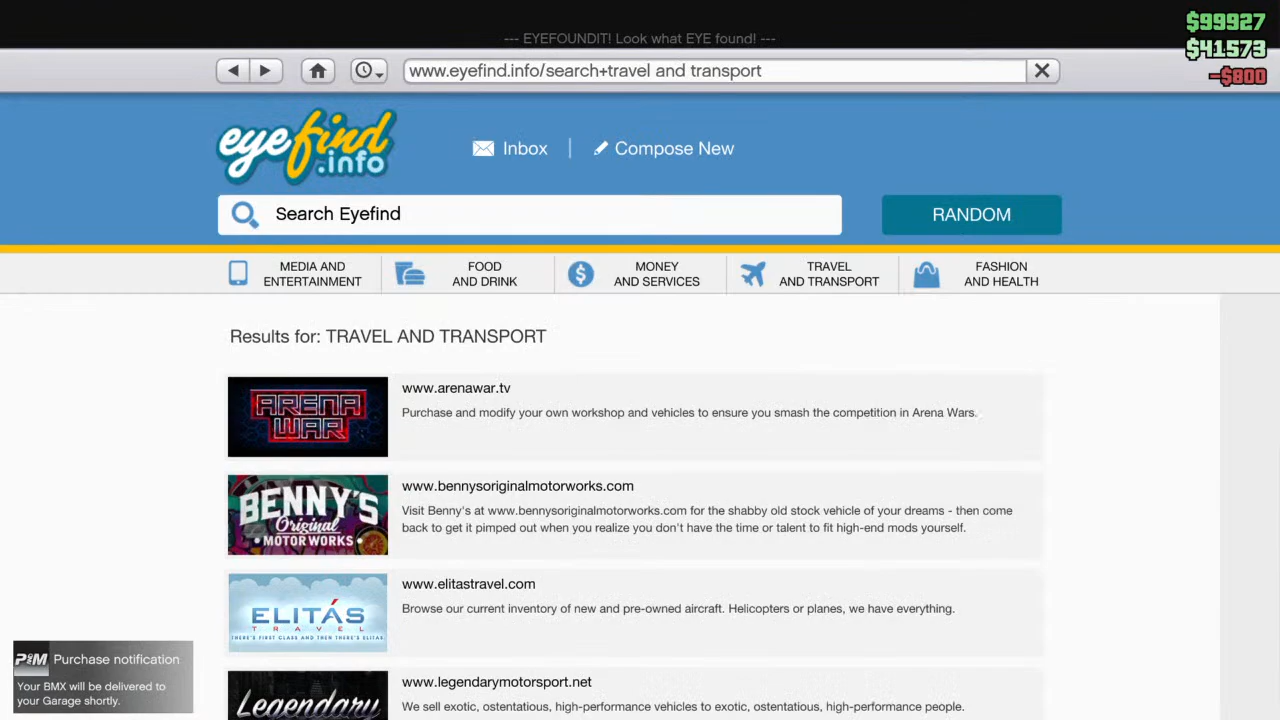 $99927
--- EYEFOUNDIT! Look what EYE found! ---
$41573
www.eyefind.info/search+travel and transport
-$800
eyefind
.info
Inbox
Compose New
Search Eyefind
RANDOM
MEDIA AND
ENTERTAINMENT
FOOD
AND DRINK
MONEY
AND SERVICES
TRAVEL
AND TRANSPORT
FASHION
AND HEALTH
Results for: TRAVEL AND TRANSPORT
ARENA
WAR
www.arenawar.tv
Purchase and modify your own workshop and vehicles to ensure you smash the competition in Arena Wars.
BENNY'S
Original
MOTOR WORKS
www.bennysoriginalmotorworks.com
Visit Benny's at www.bennysoriginalmotorworks.com for the shabby old stock vehicle of your dreams - then come
back to get it pimped out when you realize you don't have the time or talent to fit high-end mods yourself.
ELITÁS
TRAVEL
THERE'S FIRST CLASS AND THEN THERE'S ELITAS
www.elitastravel.com
Browse our current inventory of new and pre-owned aircraft. Helicopters or planes, we have everything.
Legendary
www.legendarymotorsport.net
We sell exotic, ostentatious, high-performance vehicles to exotic, ostentatious, high-performance people.
P&M
Purchase notification
Your BMX will be delivered to
your Garage shortly.